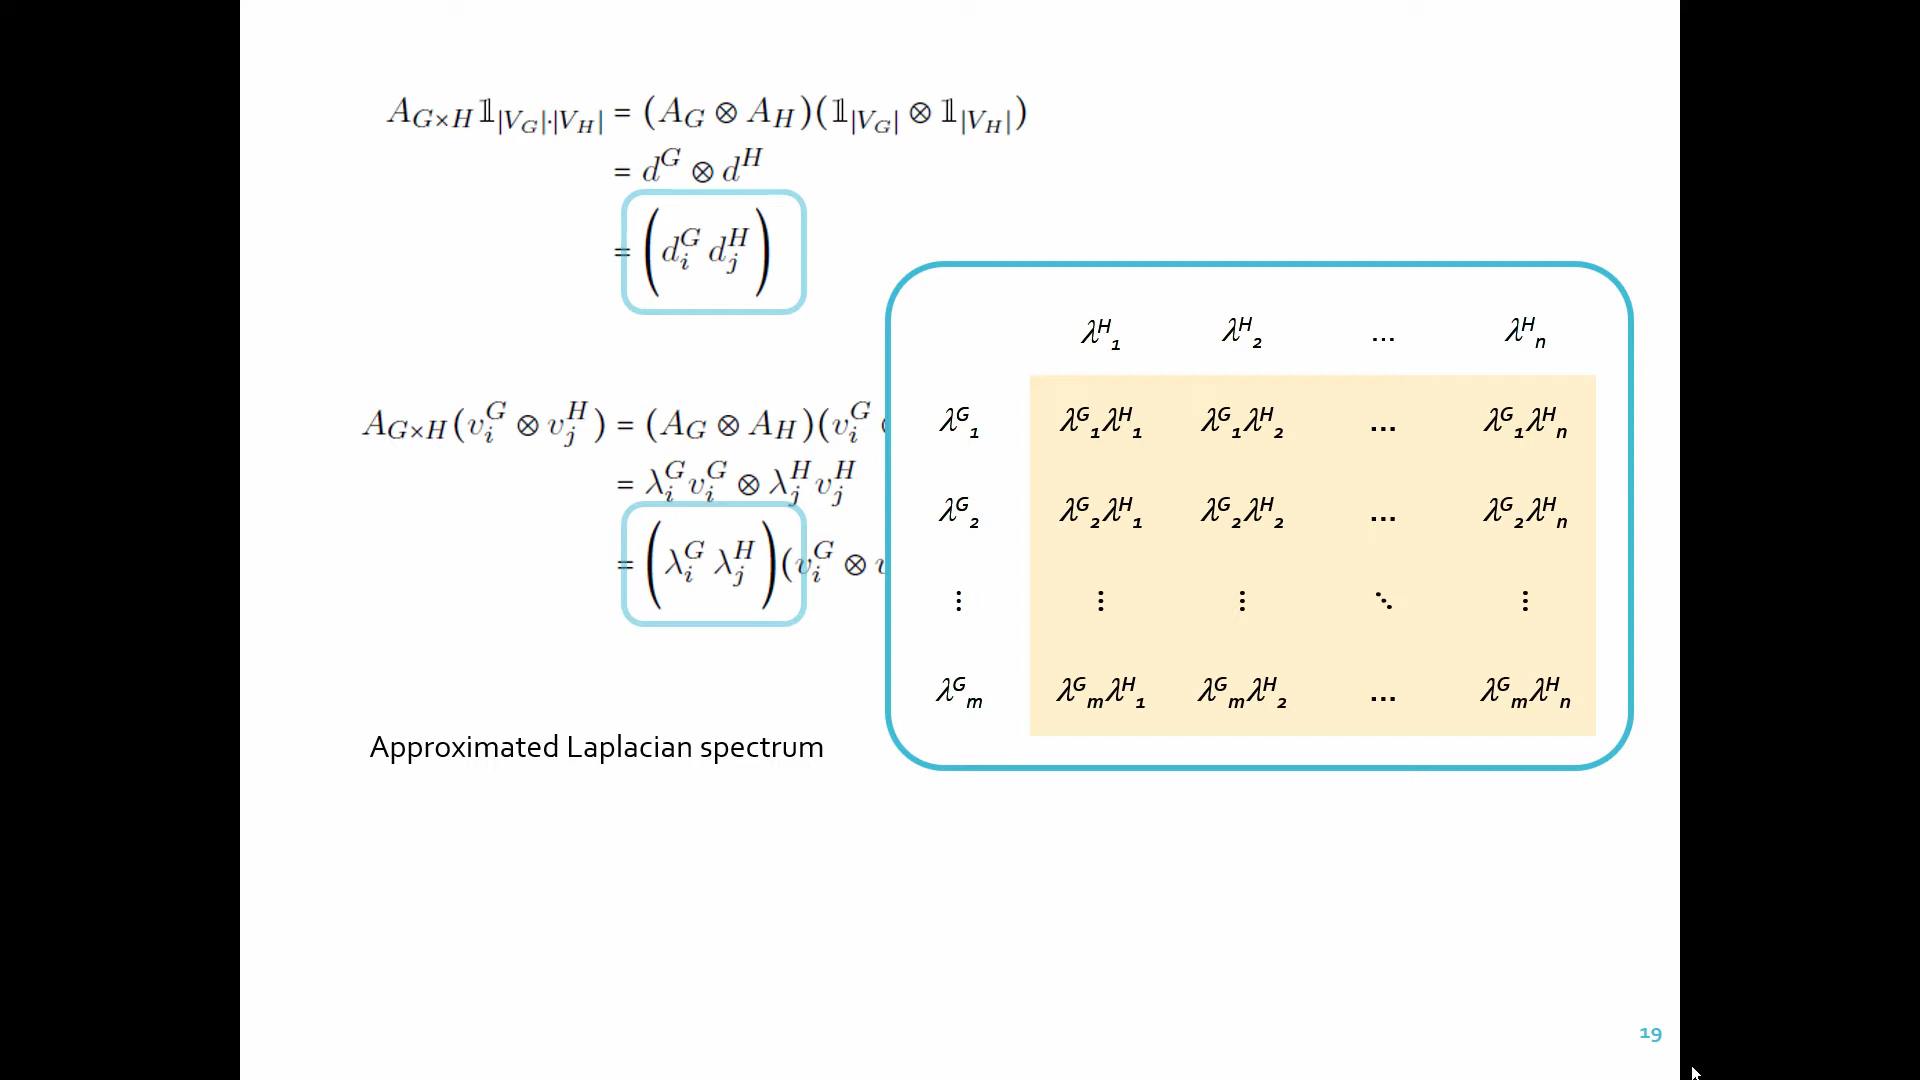 A_{G×H} 𝟙_{|V_G|·|V_H|} = (A_G ⊗ A_H)(𝟙_{|V_G|} ⊗ 𝟙_{|V_H|})
= d^G ⊗ d^H
= (d_i^G d_j^H)
A_{G×H}(v_i^G ⊗ v_j^H) = (A_G ⊗ A_H)(v_i^G
= λ_i^G v_i^G ⊗ λ_j^H v_j^H
= (λ_i^G λ_j^H)(v_i^G ⊗
Approximated Laplacian spectrum
λ^H_1 λ^H_2 ... λ^H_n
λ^G_1 λ^G_1λ^H_1 λ^G_1λ^H_2 ... λ^G_1λ^H_n
λ^G_2 λ^G_2λ^H_1 λ^G_2λ^H_2 ... λ^G_2λ^H_n
⋮ ⋮ ⋮ ⋱ ⋮
λ^G_m λ^G_mλ^H_1 λ^G_mλ^H_2 ... λ^G_mλ^H_n
19